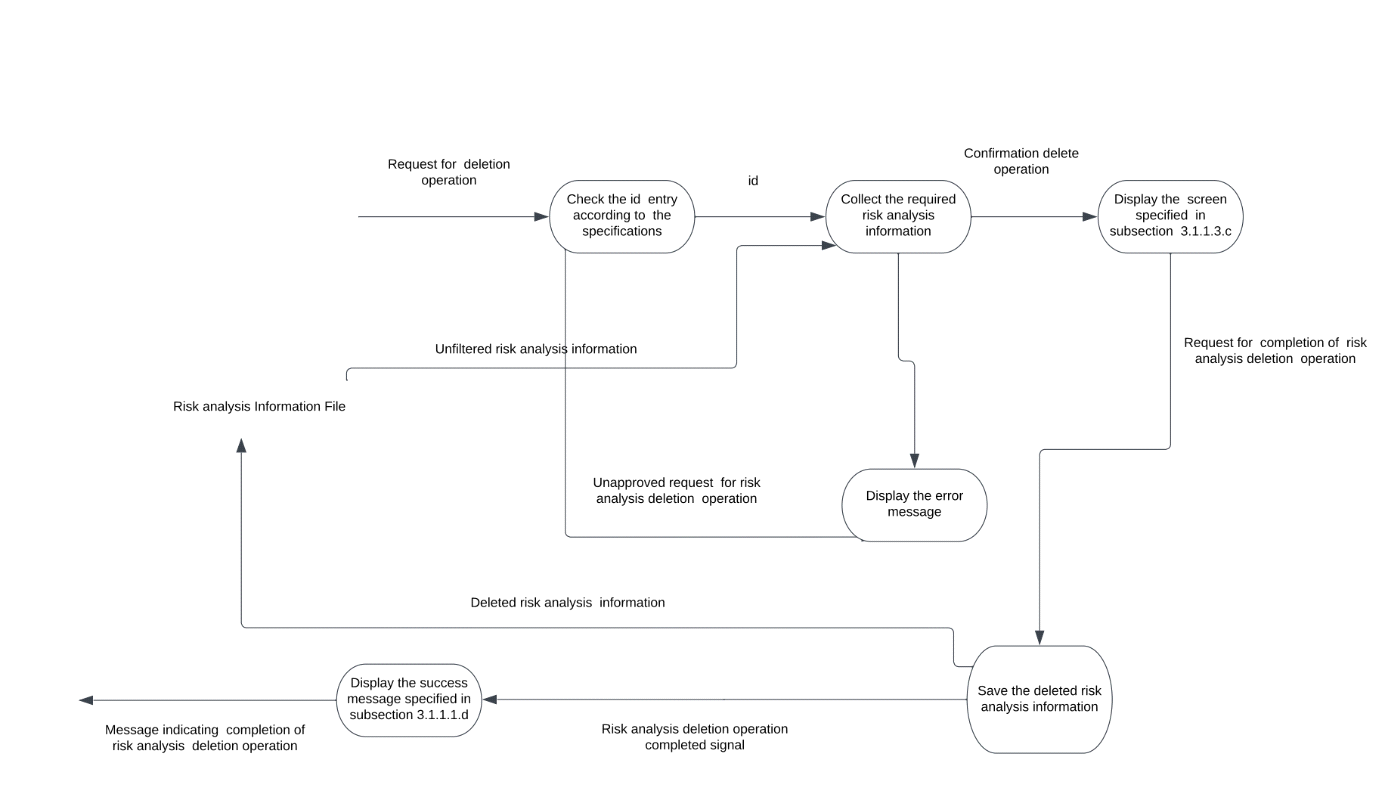 Confirmation delete
operation
Request for deletion
operation
id
Check the id entry
according to the
specifications
Collect the required
risk analysis
information
Display the screen
specified in
subsection 3.1.1.3.c
Unfiltered risk analysis information
Request for completion of risk
analysis deletion operation
Risk analysis Information File
Unapproved request for risk
analysis deletion operation
Display the error
message
Deleted risk analysis information
Display the success
message specified in
subsection 3.1.1.1.d
Save the deleted risk
analysis information
Message indicating completion of
risk analysis deletion operation
Risk analysis deletion operation
completed signal